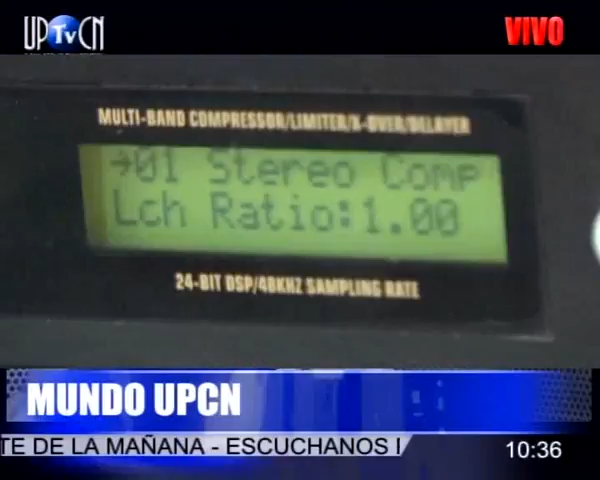 UPTvCN
VIVO
MULTI-BAND COMPRESSOR/LIMITER/X-OVER/DELAYER
→01 Stereo Comp
Lch Ratio:1.00
24-BIT DSP/48KHZ SAMPLING RATE
MUNDO UPCN
TE DE LA MAÑANA - ESCUCHANOS
10:36